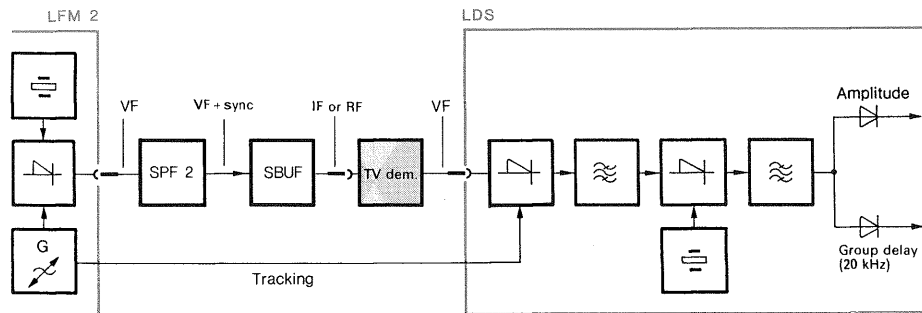 LFM 2
LDS
VF
VF + sync
IF or RF
VF
Amplitude
SPF 2
SBUF
TV dem.
G
Group delay
(20 kHz)
Tracking